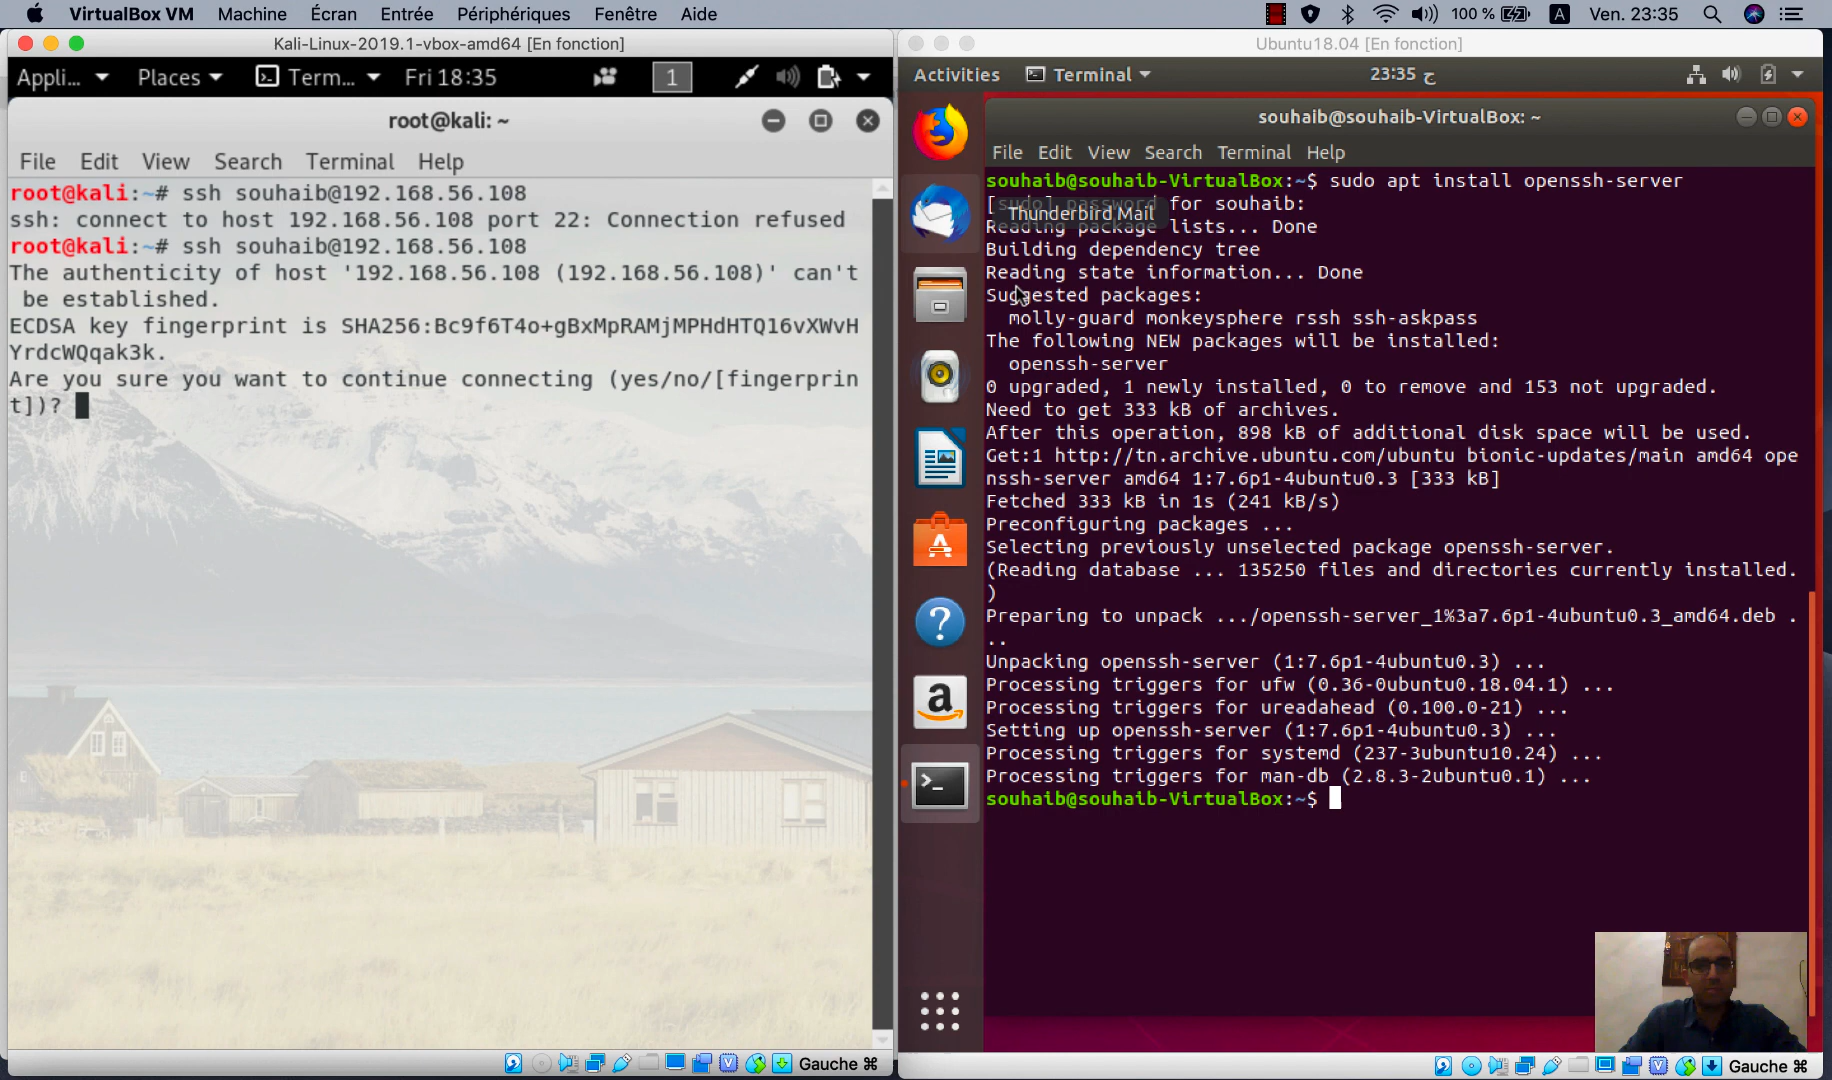 VirtualBox VM Machine Écran Entrée Périphériques Fenêtre Aide 100 % A Ven. 23:35
Kali-Linux-2019.1-vbox-amd64 [En fonction]
Appli... Places Term... Fri 18:35 1
root@kali: ~
File Edit View Search Terminal Help
root@kali:~# ssh souhaib@192.168.56.108
ssh: connect to host 192.168.56.108 port 22: Connection refused
root@kali:~# ssh souhaib@192.168.56.108
The authenticity of host '192.168.56.108 (192.168.56.108)' can't
be established.
ECDSA key fingerprint is SHA256:Bc9f6T4o+gBxMpRAMjMPHdHTQ16vXWvH
YrdcWQqak3k.
Are you sure you want to continue connecting (yes/no/[fingerprin
t])?
Gauche ⌘
Ubuntu18.04 [En fonction]
Activities Terminal 23:35 ج
souhaib@souhaib-VirtualBox: ~
File Edit View Search Terminal Help
souhaib@souhaib-VirtualBox:~$ sudo apt install openssh-server
[sudo] password for souhaib:
Thunderbird Mail
Reading package lists... Done
Building dependency tree
Reading state information... Done
Suggested packages:
molly-guard monkeysphere rssh ssh-askpass
The following NEW packages will be installed:
openssh-server
0 upgraded, 1 newly installed, 0 to remove and 153 not upgraded.
Need to get 333 kB of archives.
After this operation, 898 kB of additional disk space will be used.
Get:1 http://tn.archive.ubuntu.com/ubuntu bionic-updates/main amd64 ope
nssh-server amd64 1:7.6p1-4ubuntu0.3 [333 kB]
Fetched 333 kB in 1s (241 kB/s)
Preconfiguring packages ...
Selecting previously unselected package openssh-server.
(Reading database ... 135250 files and directories currently installed.
)
Preparing to unpack .../openssh-server_1%3a7.6p1-4ubuntu0.3_amd64.deb .
..
Unpacking openssh-server (1:7.6p1-4ubuntu0.3) ...
Processing triggers for ufw (0.36-0ubuntu0.18.04.1) ...
Processing triggers for ureadahead (0.100.0-21) ...
Setting up openssh-server (1:7.6p1-4ubuntu0.3) ...
Processing triggers for systemd (237-3ubuntu10.24) ...
Processing triggers for man-db (2.8.3-2ubuntu0.1) ...
souhaib@souhaib-VirtualBox:~$
Gauche ⌘